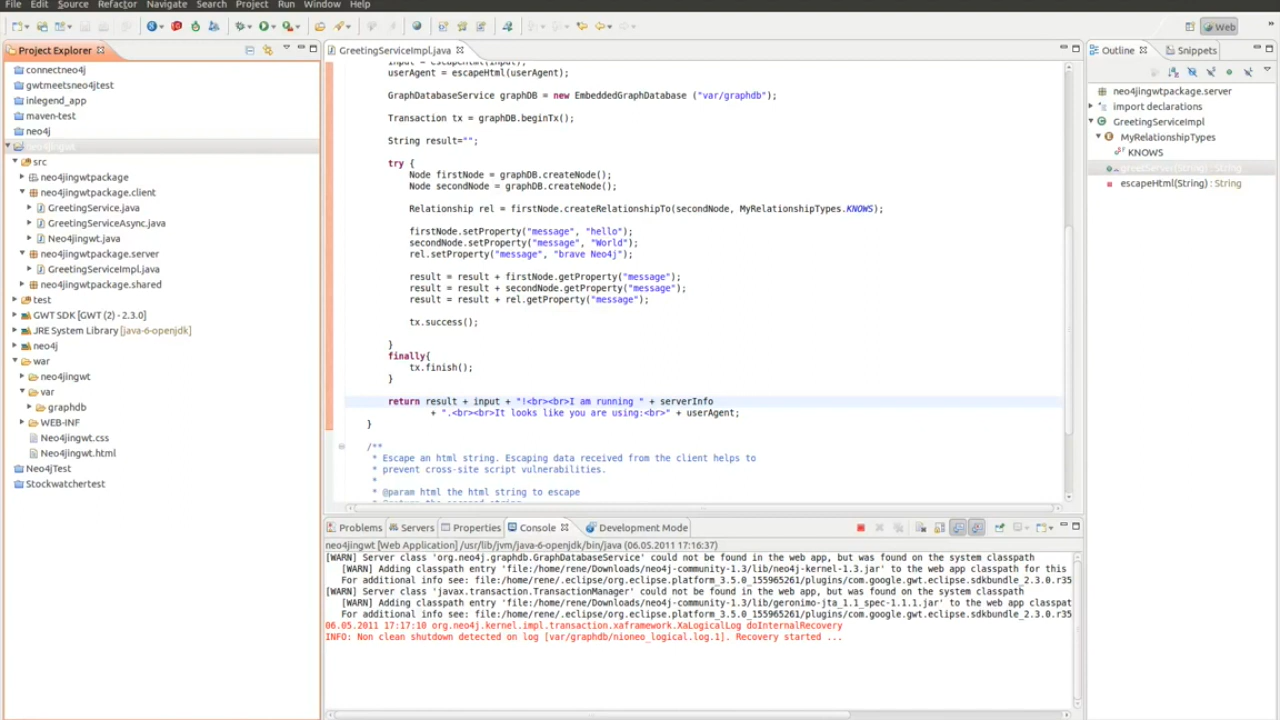 File Edit Source Refactor Navigate Search Project Run Window Help
Web
Project Explorer
connectneo4j
gwtmeetsneo4jtest
inlegend_app
maven-test
neo4j
neo4jingwt
src
neo4jingwtpackage
neo4jingwtpackage.client
GreetingService.java
GreetingServiceAsync.java
Neo4jingwt.java
neo4jingwtpackage.server
GreetingServiceImpl.java
neo4jingwtpackage.shared
test
GWT SDK [GWT (2) - 2.3.0]
JRE System Library [java-6-openjdk]
neo4j
war
neo4jingwt
var
graphdb
WEB-INF
Neo4jingwt.css
Neo4jingwt.html
Neo4jTest
Stockwatchertest
GreetingServiceImpl.java
input = escapeHtml(input);
userAgent = escapeHtml(userAgent);
GraphDatabaseService graphDB = new EmbeddedGraphDatabase ("var/graphdb");
Transaction tx = graphDB.beginTx();
String result="";
try {
Node firstNode = graphDB.createNode();
Node secondNode = graphDB.createNode();
Relationship rel = firstNode.createRelationshipTo(secondNode, MyRelationshipTypes.KNOWS);
firstNode.setProperty("message", "hello");
secondNode.setProperty("message", "World");
rel.setProperty("message", "brave Neo4j");
result = result + firstNode.getProperty("message");
result = result + secondNode.getProperty("message");
result = result + rel.getProperty("message");
tx.success();
}
finally{
tx.finish();
}
return result + input + "!<br><br>I am running " + serverInfo
+ ".<br><br>It looks like you are using:<br>" + userAgent;
}
/**
* Escape an html string. Escaping data received from the client helps to
* prevent cross-site script vulnerabilities.
*
* @param html the html string to escape
Outline Snippets
neo4jingwtpackage.server
import declarations
GreetingServiceImpl
MyRelationshipTypes
KNOWS
greetServer(String) : String
escapeHtml(String) : String
Problems Servers Properties Console Development Mode
neo4jingwt [Web Application] /usr/lib/jvm/java-6-openjdk/bin/java (06.05.2011 17:16:37)
[WARN] Server class 'org.neo4j.graphdb.GraphDatabaseService' could not be found in the web app, but was found on the system classpath
[WARN] Adding classpath entry 'file:/home/rene/Downloads/neo4j-community-1.3/lib/neo4j-kernel-1.3.jar' to the web app classpath for this
For additional info see: file:/home/rene/.eclipse/org.eclipse.platform_3.5.0_155965261/plugins/com.google.gwt.eclipse.sdkbundle_2.3.0.r35
[WARN] Server class 'javax.transaction.TransactionManager' could not be found in the web app, but was found on the system classpath
[WARN] Adding classpath entry 'file:/home/rene/Downloads/neo4j-community-1.3/lib/geronimo-jta_1.1_spec-1.1.1.jar' to the web app classpat
For additional info see: file:/home/rene/.eclipse/org.eclipse.platform_3.5.0_155965261/plugins/com.google.gwt.eclipse.sdkbundle_2.3.0.r35
06.05.2011 17:17:10 org.neo4j.kernel.impl.transaction.xaframework.XaLogicalLog doInternalRecovery
INFO: Non clean shutdown detected on log [var/graphdb/nioneo_logical.log.1]. Recovery started ...